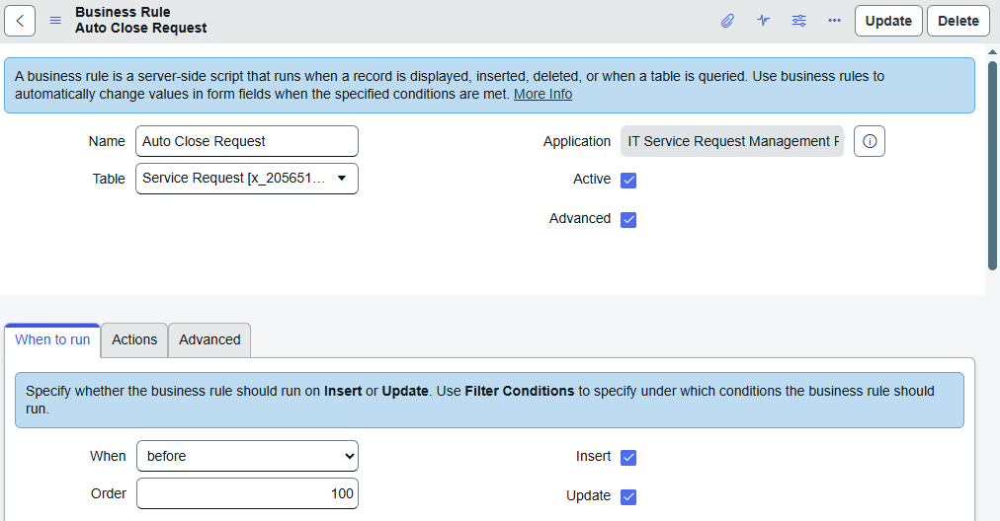 Business Rule
Auto Close Request
Update
Delete
A business rule is a server-side script that runs when a record is displayed, inserted, deleted, or when a table is queried. Use business rules to
automatically change values in form fields when the specified conditions are met. More Info
Name Auto Close Request
Application IT Service Request Management
Table Service Request [x_205651...
Active
Advanced
When to run Actions Advanced
Specify whether the business rule should run on Insert or Update. Use Filter Conditions to specify under which conditions the business rule should
run.
When before
Insert
Order 100
Update